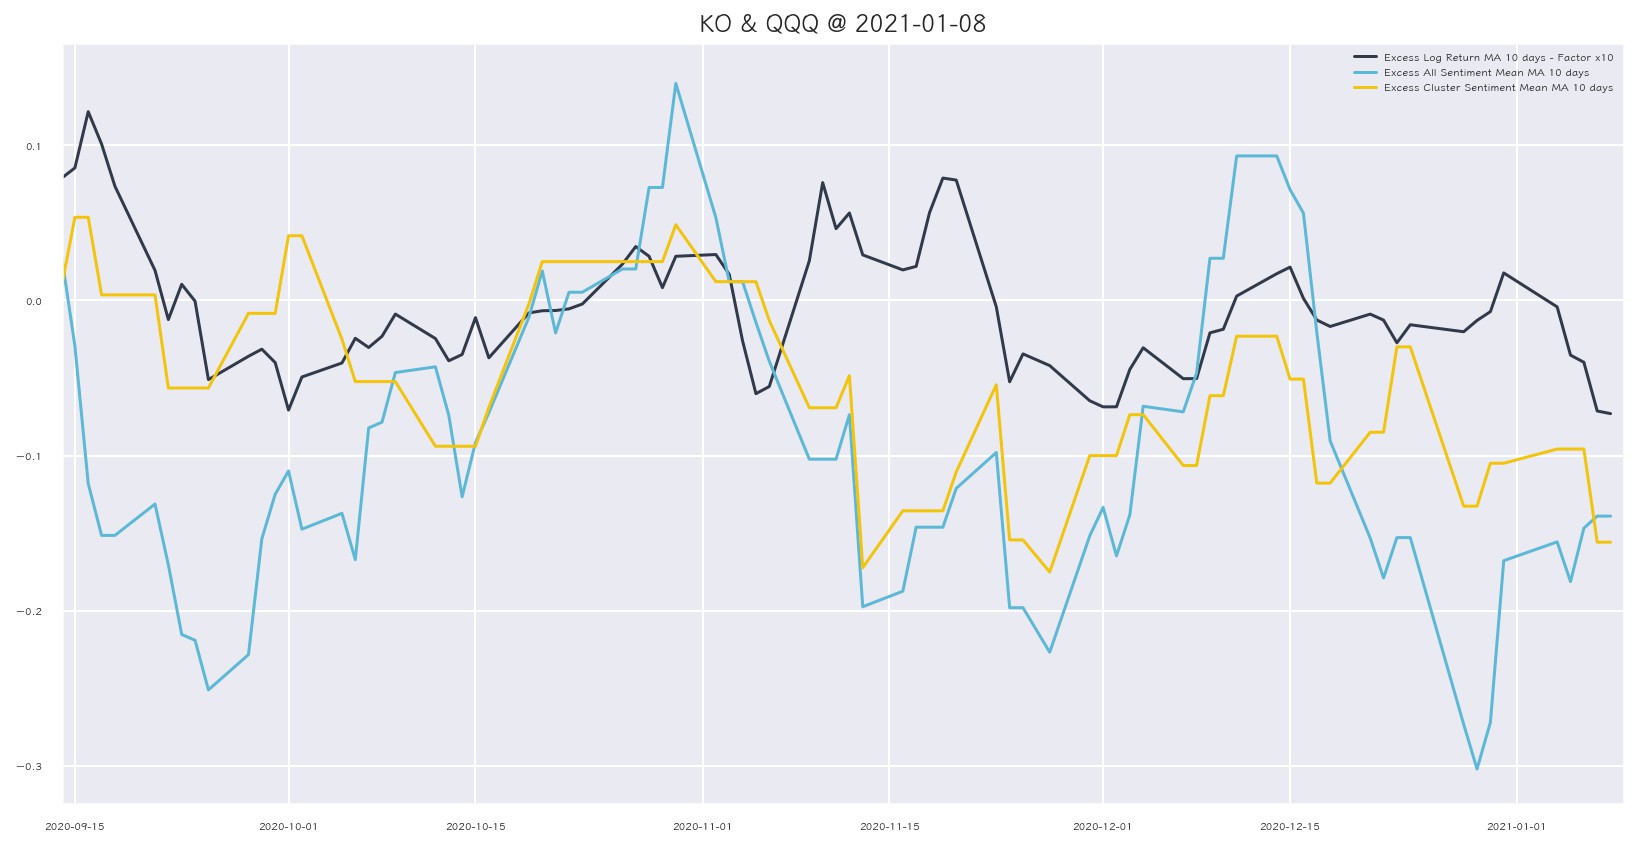 KO & QQQ @ 2021-01-08
Excess Log Return MA 10 days - Factor x10
Excess All Sentiment Mean MA 10 days
Excess Cluster Sentiment Mean MA 10 days
0.1
0.0
−0.1
−0.2
−0.3
2020-09-15 2020-10-01 2020-10-15 2020-11-01 2020-11-15 2020-12-01 2020-12-15 2021-01-01